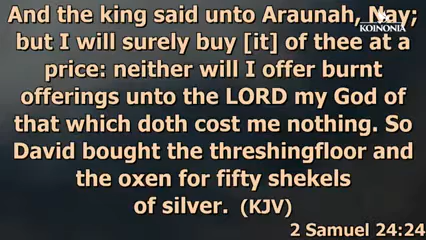 And the king said unto Araunah, Nay;
KOINONIA
but I will surely buy [it] of thee at a
price: neither will I offer burnt
offerings unto the LORD my God of
that which doth cost me nothing. So
David bought the threshingfloor and
the oxen for fifty shekels
of silver. (KJV)
2 Samuel 24:24